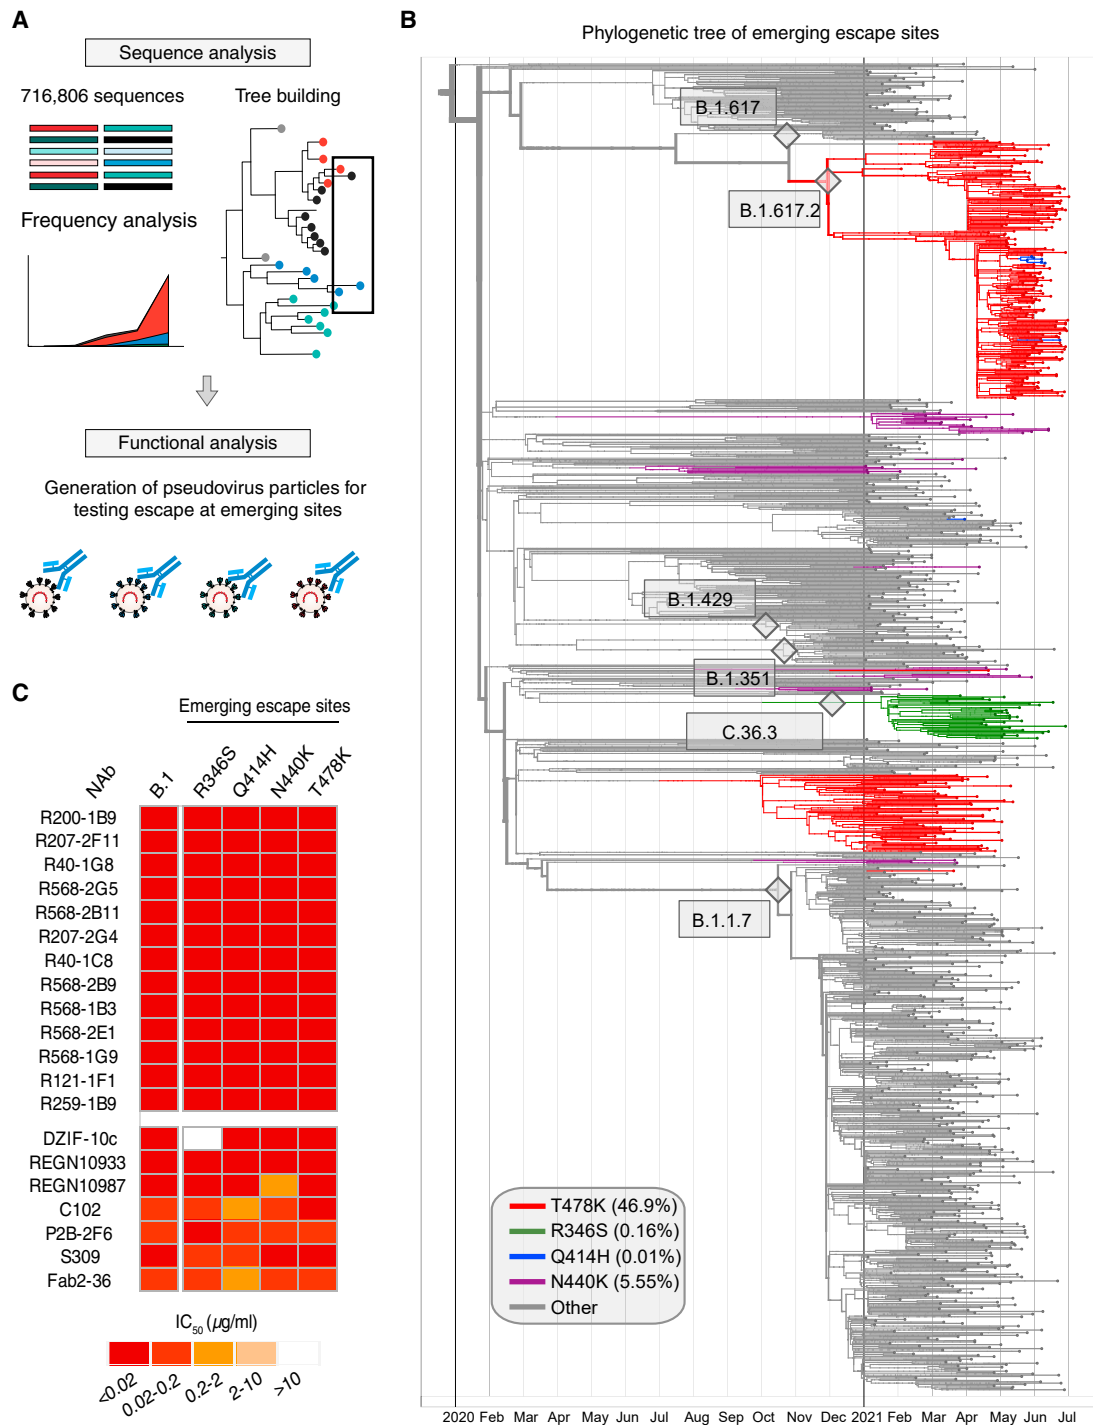 A
Sequence analysis
716,806 sequences
Tree building
Frequency analysis
Functional analysis
Generation of pseudovirus particles for
testing escape at emerging sites
B
Phylogenetic tree of emerging escape sites
B.1.617
B.1.617.2
B.1.429
B.1.351
C.36.3
B.1.1.7
T478K (46.9%)
R346S (0.16%)
Q414H (0.01%)
N440K (5.55%)
Other
2020 Feb Mar Apr May Jun Jul Aug Sep Oct Nov Dec 2021 Feb Mar Apr May Jun Jul
C
Emerging escape sites
NAb B.1 R346S Q414H N440K T478K
R200-1B9
R207-2F11
R40-1G8
R568-2G5
R568-2B11
R207-2G4
R40-1C8
R568-2B9
R568-1B3
R568-2E1
R568-1G9
R121-1F1
R259-1B9
DZIF-10c
REGN10933
REGN10987
C102
P2B-2F6
S309
Fab2-36
IC50 (µg/ml)
<0.02 0.02-0.2 0.2-2 2-10 >10